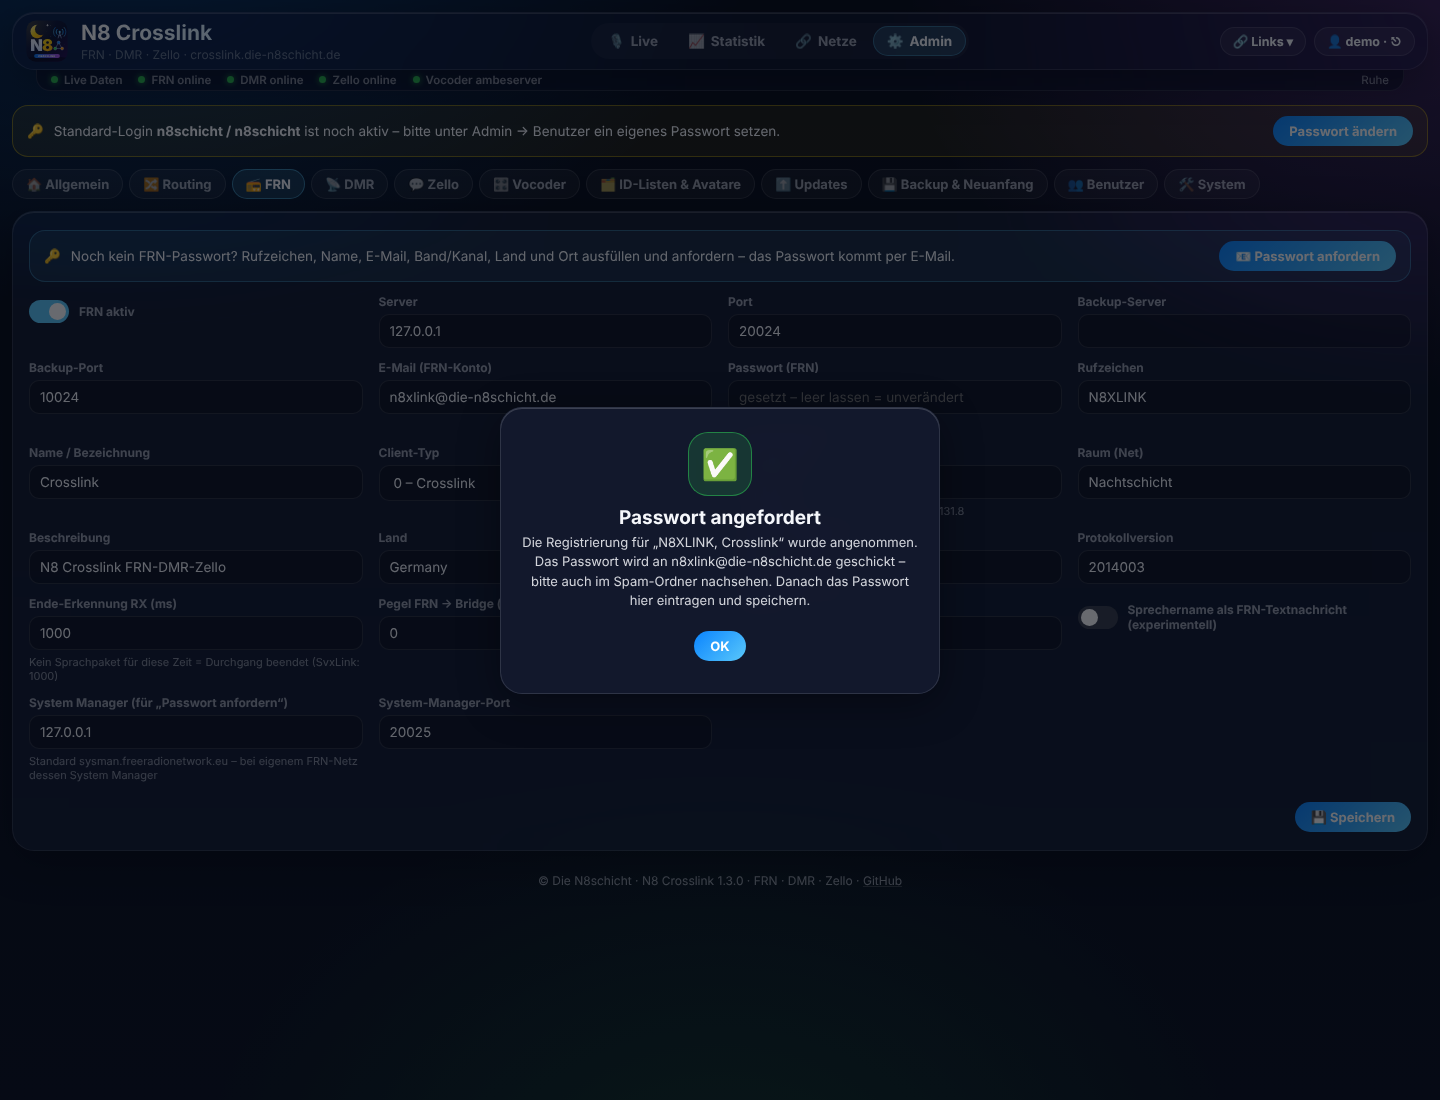 N8 Crosslink
FRN · DMR · Zello · crosslink.die-n8schicht.de
Live
Statistik
Netze
Admin
Links ▾
demo ·
Live Daten
FRN online
DMR online
Zello online
Vocoder ambeserver
Ruhe
Standard-Login n8schicht / n8schicht ist noch aktiv – bitte unter Admin → Benutzer ein eigenes Passwort setzen.
Passwort ändern
Allgemein
Routing
FRN
DMR
Zello
Vocoder
ID-Listen & Avatare
Updates
Backup & Neuanfang
Benutzer
System
Noch kein FRN-Passwort? Rufzeichen, Name, E-Mail, Band/Kanal, Land und Ort ausfüllen und anfordern – das Passwort kommt per E-Mail.
Passwort anfordern
FRN aktiv
Server
127.0.0.1
Port
20024
Backup-Server
Backup-Port
10024
E-Mail (FRN-Konto)
n8xlink@die-n8schicht.de
Passwort (FRN)
gesetzt – leer lassen = unverändert
Rufzeichen
N8XLINK
Name / Bezeichnung
Crosslink
Client-Typ
0 – Crosslink
131.8
Raum (Net)
Nachtschicht
Beschreibung
N8 Crosslink FRN-DMR-Zello
Land
Germany
Protokollversion
2014003
Ende-Erkennung RX (ms)
1000
Kein Sprachpaket für diese Zeit = Durchgang beendet (SvxLink:
1000)
Pegel FRN → Bridge (
0
Sprechername als FRN-Textnachricht
(experimentell)
System Manager (für „Passwort anfordern“)
127.0.0.1
Standard sysman.freeradionetwork.eu – bei eigenem FRN-Netz
dessen System Manager
System-Manager-Port
20025
Passwort angefordert
Die Registrierung für „N8XLINK, Crosslink“ wurde angenommen.
Das Passwort wird an n8xlink@die-n8schicht.de geschickt –
bitte auch im Spam-Ordner nachsehen. Danach das Passwort
hier eintragen und speichern.
OK
Speichern
© Die N8schicht · N8 Crosslink 1.3.0 · FRN · DMR · Zello · GitHub